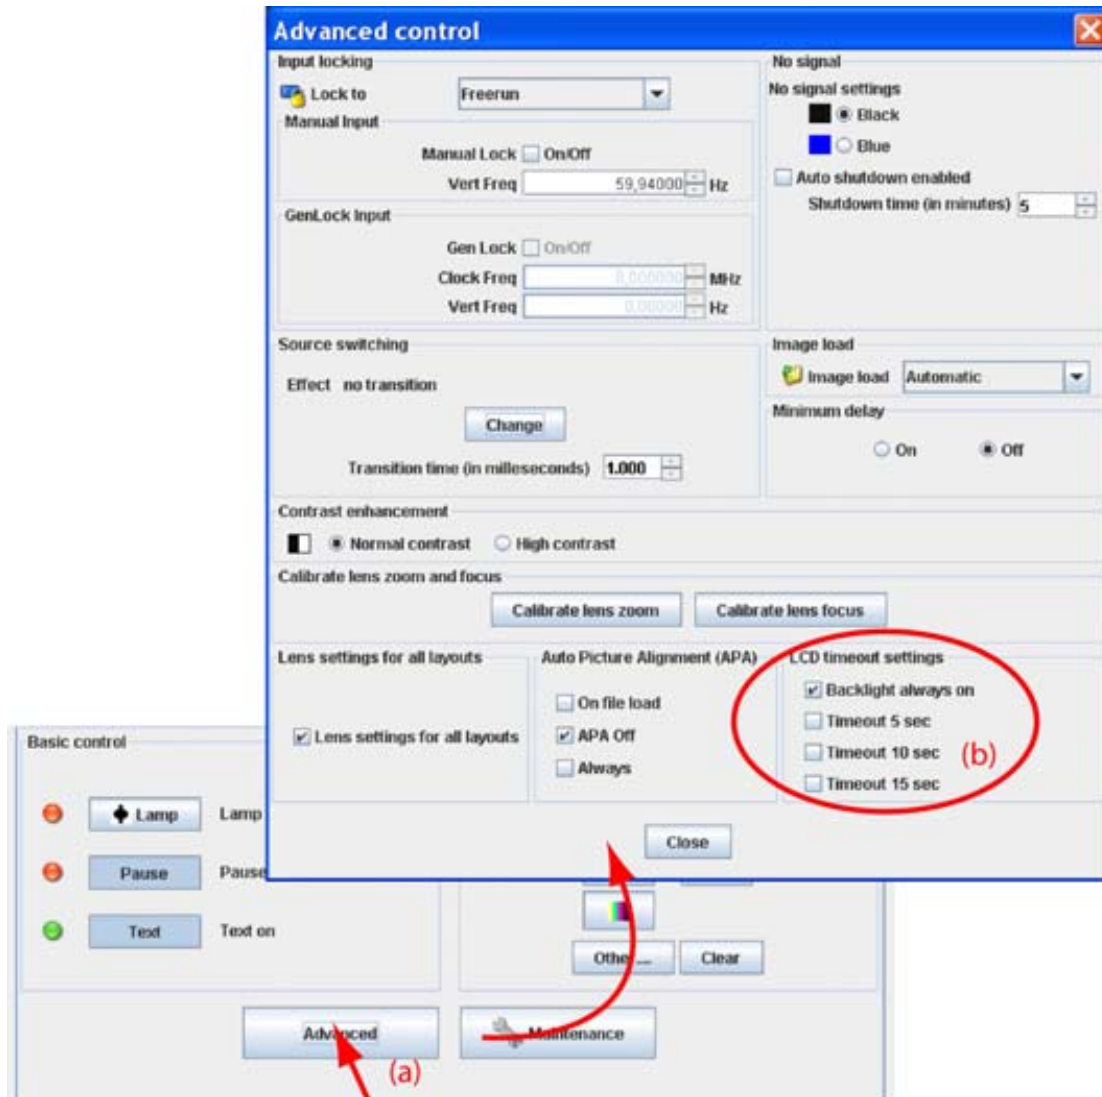 Advanced control
Input locking
Lock to Freerun
Manual Input
Manual Lock On/Off
Vert Freq 59,94000 Hz
GenLock Input
Gen Lock On/Off
Clock Freq 0,000000 MHz
Vert Freq 0,00000 Hz
No signal
No signal settings
Black
Blue
Auto shutdown enabled
Shutdown time (in minutes) 5
Source switching
Effect no transition
Change
Transition time (in milleseconds) 1.000
Image load
Image load Automatic
Minimum delay
On Off
Contrast enhancement
Normal contrast High contrast
Calibrate lens zoom and focus
Calibrate lens zoom Calibrate lens focus
Lens settings for all layouts
Lens settings for all layouts
Auto Picture Alignment (APA)
On file load
APA Off
Always
LCD timeout settings
Backlight always on
Timeout 5 sec
Timeout 10 sec
Timeout 15 sec
(b)
Close
Basic control
Lamp Lamp
Pause Pause
Text Text on
Other ... Clear
Advanced Maintenance
(a)